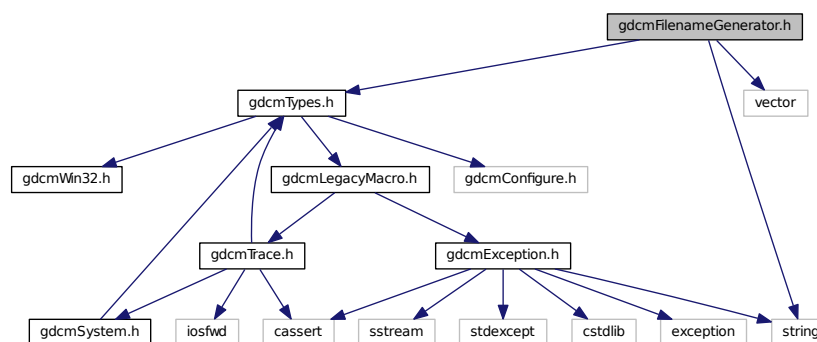 gdcmFilenameGenerator.h
gdcmTypes.h
vector
gdcmWin32.h
gdcmLegacyMacro.h
gdcmConfigure.h
gdcmTrace.h
gdcmException.h
gdcmSystem.h
iosfwd
cassert
sstream
stdexcept
cstdlib
exception
string